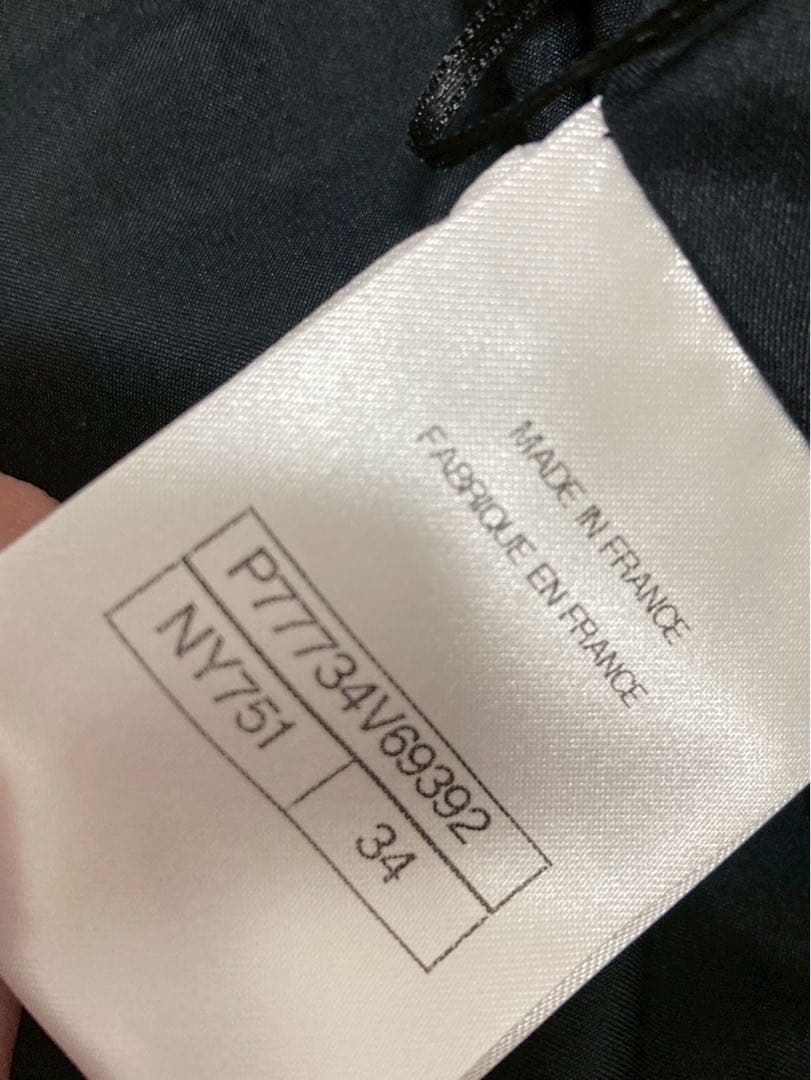 MADE IN FRANCE
FABRIQUE EN FRANCE
P77734V69392
NY751 34